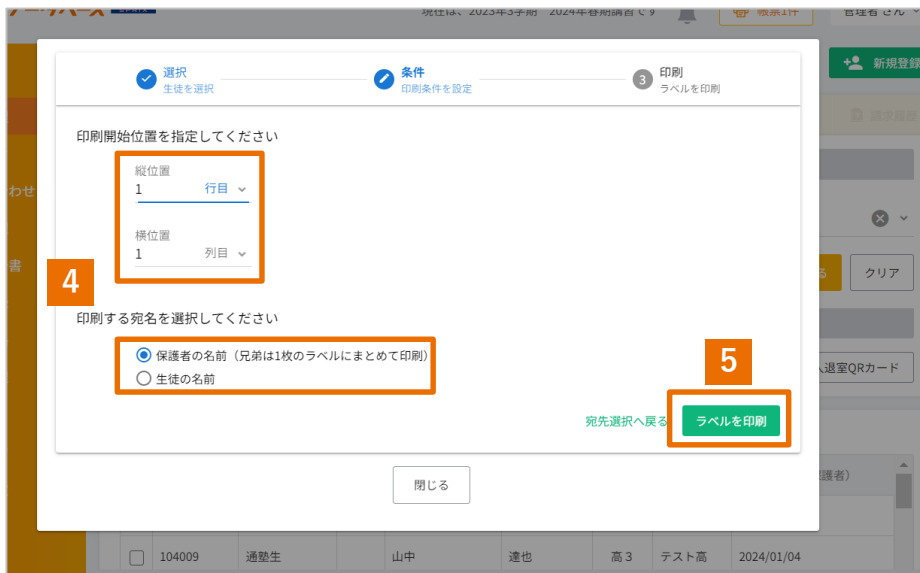 現在は、2023年3学期 2024年春期講習です
帳票1件
管理者 さん
新規登録
選択
生徒を選択
条件
印刷条件を設定
3
印刷
ラベルを印刷
印刷開始位置を指定してください
縦位置
1 行目
横位置
1 列目
4
わせ
書
る
クリア
印刷する宛名を選択してください
保護者の名前（兄弟は1枚のラベルにまとめて印刷）
生徒の名前
5
退室QRカード
宛先選択へ戻る
ラベルを印刷
護者）
閉じる
104009 通塾生 山中 達也 高３ テスト高 2024/01/04